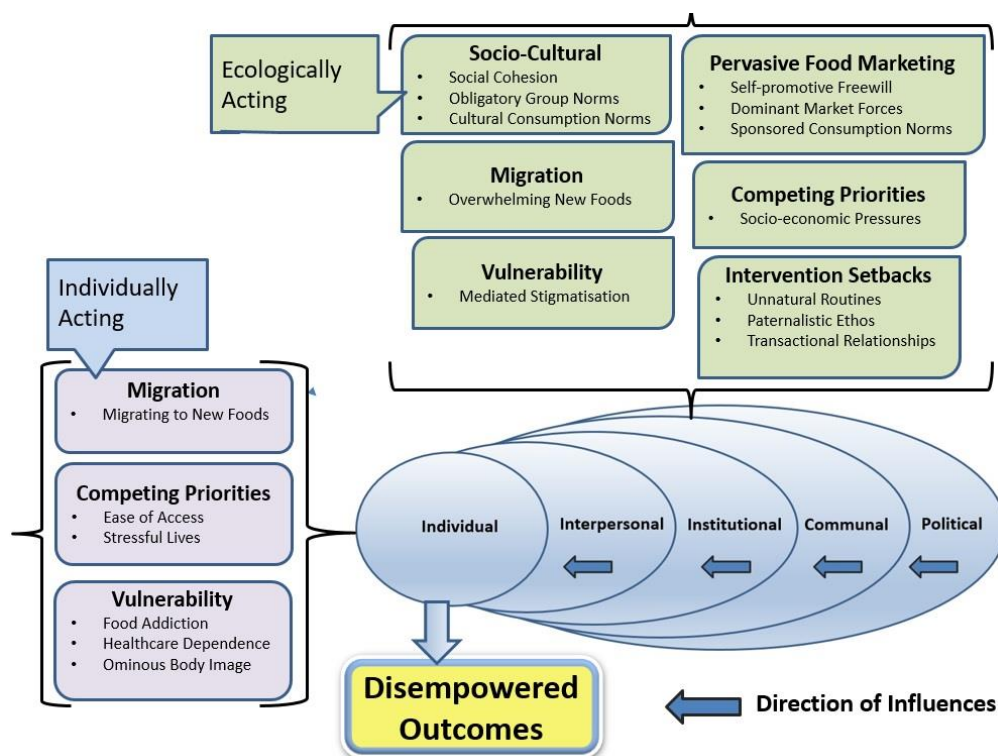 Ecologically
Acting
Socio-Cultural
• Social Cohesion
• Obligatory Group Norms
• Cultural Consumption Norms
Pervasive Food Marketing
• Self-promotive Freewill
• Dominant Market Forces
• Sponsored Consumption Norms
Migration
• Overwhelming New Foods
Competing Priorities
• Socio-economic Pressures
Vulnerability
• Mediated Stigmatisation
Intervention Setbacks
• Unnatural Routines
• Paternalistic Ethos
• Transactional Relationships
Individually
Acting
Migration
• Migrating to New Foods
Competing Priorities
• Ease of Access
• Stressful Lives
Vulnerability
• Food Addiction
• Healthcare Dependence
• Ominous Body Image
Individual
Interpersonal
Institutional
Communal
Political
Disempowered
Outcomes
Direction of Influences